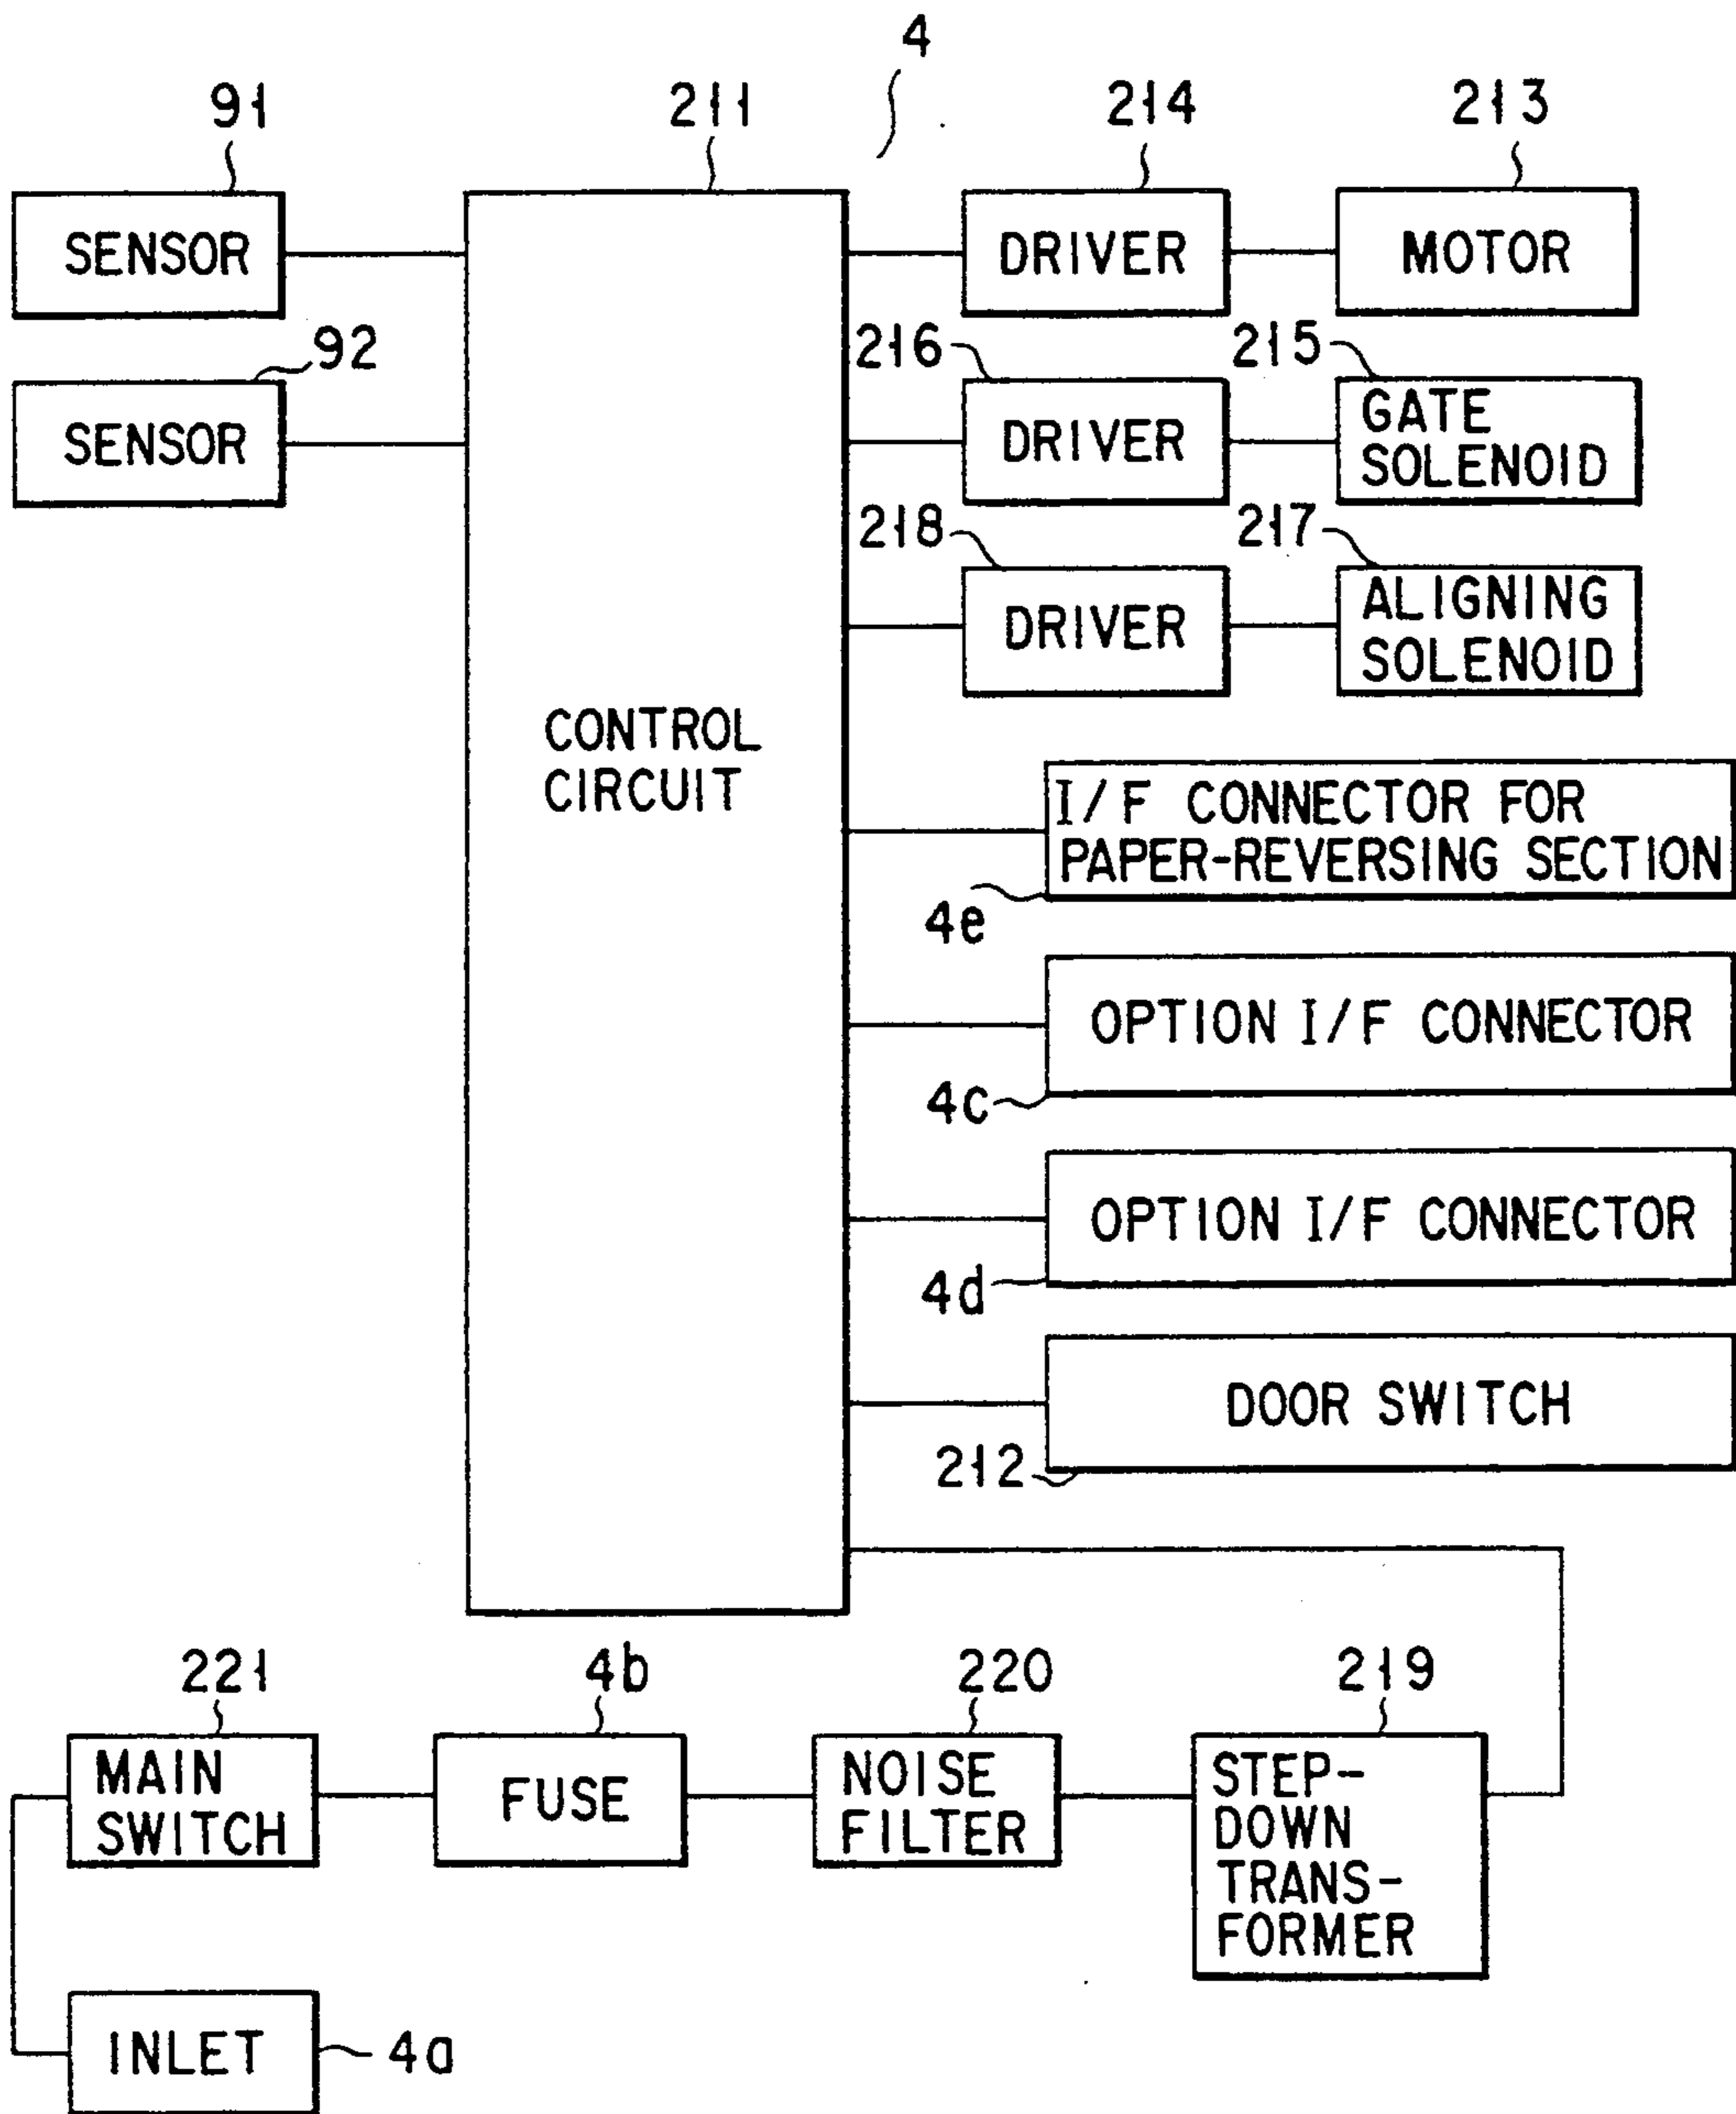 4
91
211
214
213
SENSOR
DRIVER
MOTOR
92
216
215
SENSOR
DRIVER
GATE
SOLENOID
218
217
DRIVER
ALIGNING
SOLENOID
CONTROL
CIRCUIT
I/F CONNECTOR FOR
PAPER-REVERSING SECTION
4e
OPTION I/F CONNECTOR
4c
OPTION I/F CONNECTOR
4d
DOOR SWITCH
212
221
4b
220
219
MAIN
SWITCH
FUSE
NOISE
FILTER
STEP-
DOWN
TRANS-
FORMER
INLET
4a